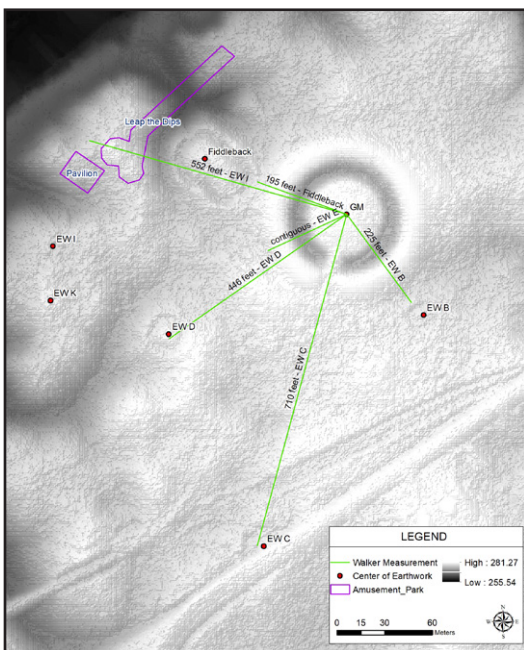 Leap the Dips
Pavilion
Fiddleback
552 feet - EW I
195 feet - Fiddleback
GM
contiguous - EW E
446 feet - EW D
225 feet - EW B
EW I
EW K
EW D
EW B
710 feet - EW C
EW C
LEGEND
Walker Measurement
Center of Earthwork
Amusement_Park
High : 281.27
Low : 255.54
0 15 30 60
Meters
N
W E
S